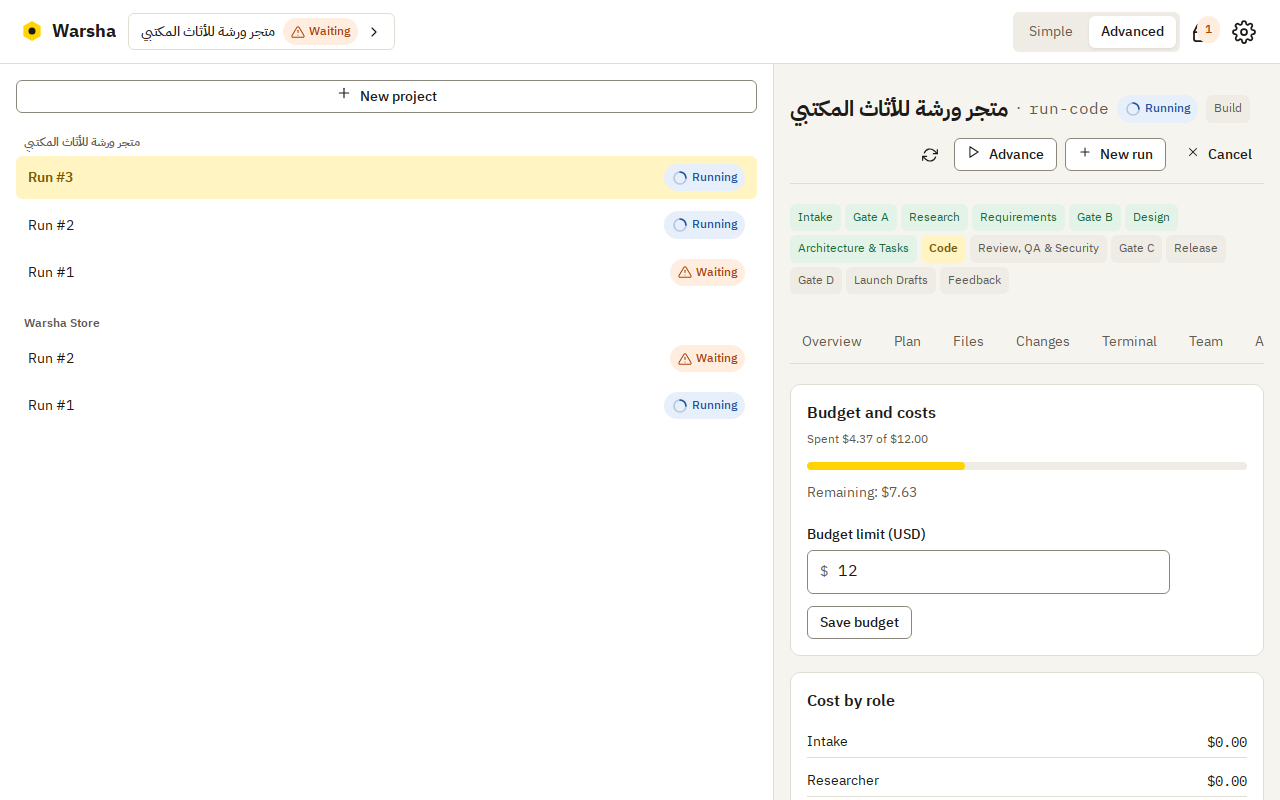 Warsha
متجر ورشة للأثاث المكتبي Waiting
Simple Advanced 1
New project
متجر ورشة للأثاث المكتبي
Run #3 Running
Run #2 Running
Run #1 Waiting
Warsha Store
Run #2 Waiting
Run #1 Running
متجر ورشة للأثاث المكتبي · run-code Running Build
Advance New run Cancel
Intake Gate A Research Requirements Gate B Design
Architecture & Tasks Code Review, QA & Security Gate C Release
Gate D Launch Drafts Feedback
Overview Plan Files Changes Terminal Team A
Budget and costs
Spent $4.37 of $12.00
Remaining: $7.63
Budget limit (USD)
$ 12
Save budget
Cost by role
Intake $0.00
Researcher $0.00